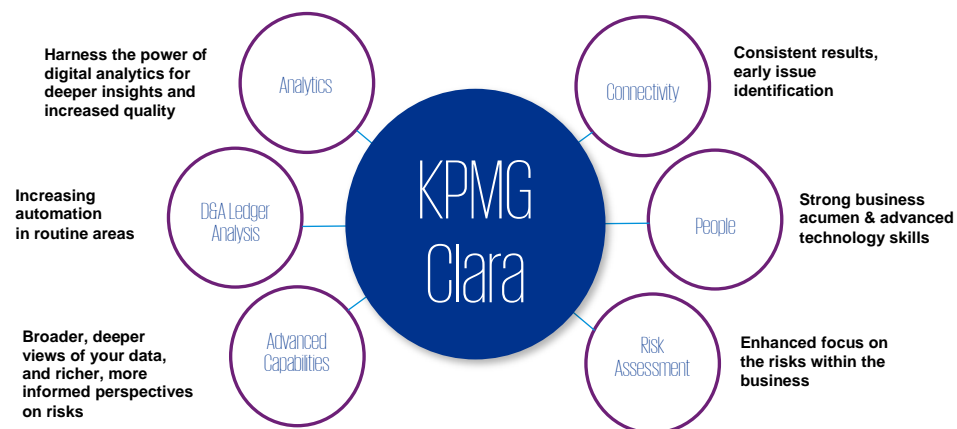 Harness the power of
digital analytics for
deeper insights and
increased quality
Analytics
Connectivity
Consistent results,
early issue
identification
KPMG
Clara
Increasing
automation
in routine areas
D&A Ledger
Analysis
People
Strong business
acumen & advanced
technology skills
Broader, deeper
views of your data,
and richer, more
informed perspectives
on risks
Advanced
Capabilities
Risk
Assessment
Enhanced focus on
the risks within the
business